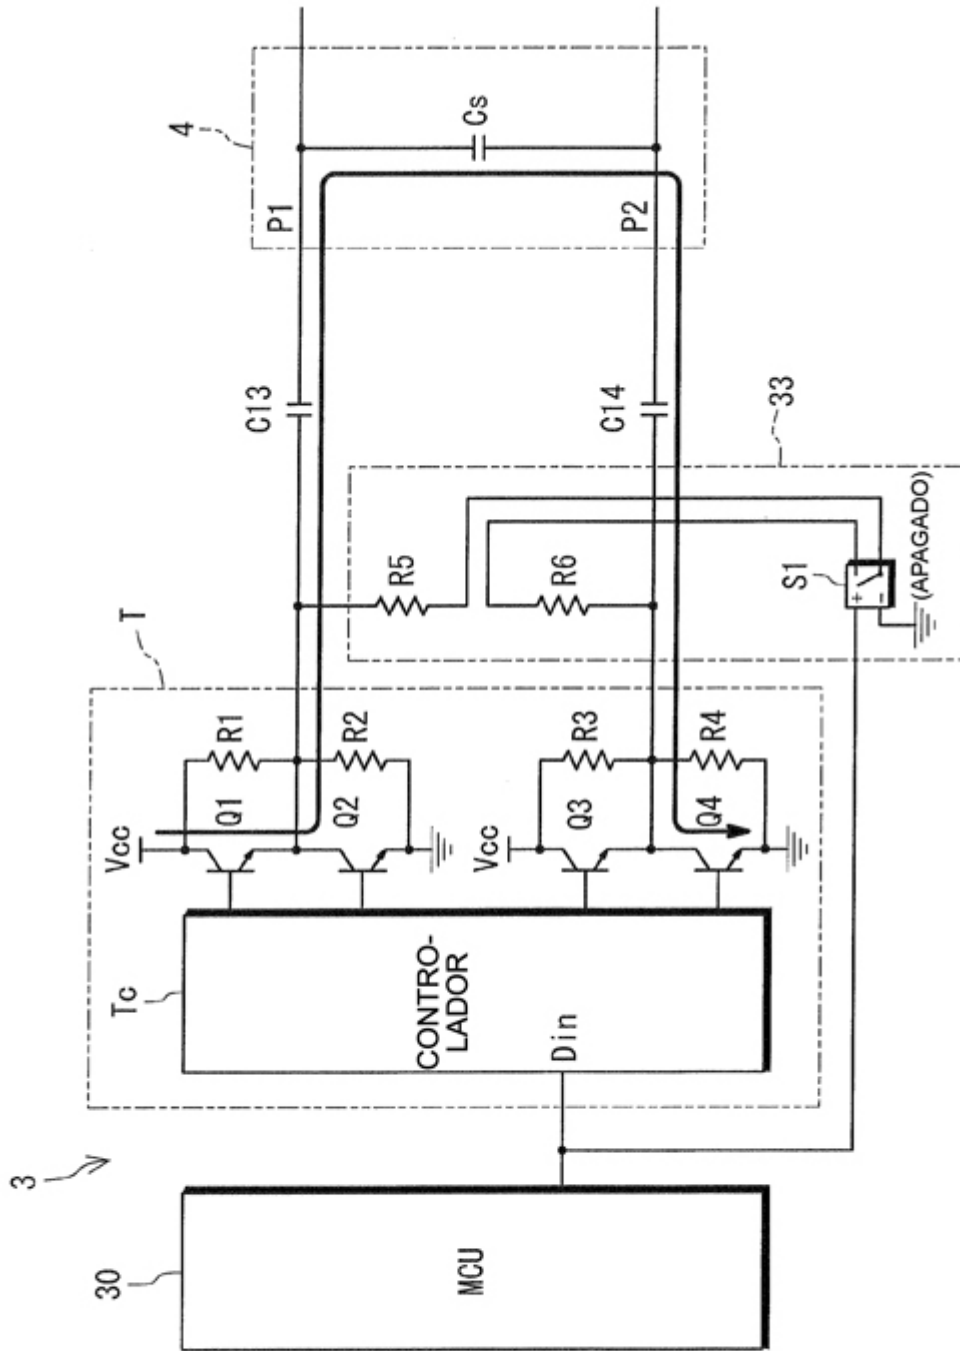 3
30
MCU
T
Tc
CONTRO-
LADOR
Din
Vcc
Q1
R1
Q2
R2
Vcc
Q3
R3
Q4
R4
33
R5
R6
S1
+
-
(APAGADO)
C13
C14
4
P1
P2
Cs